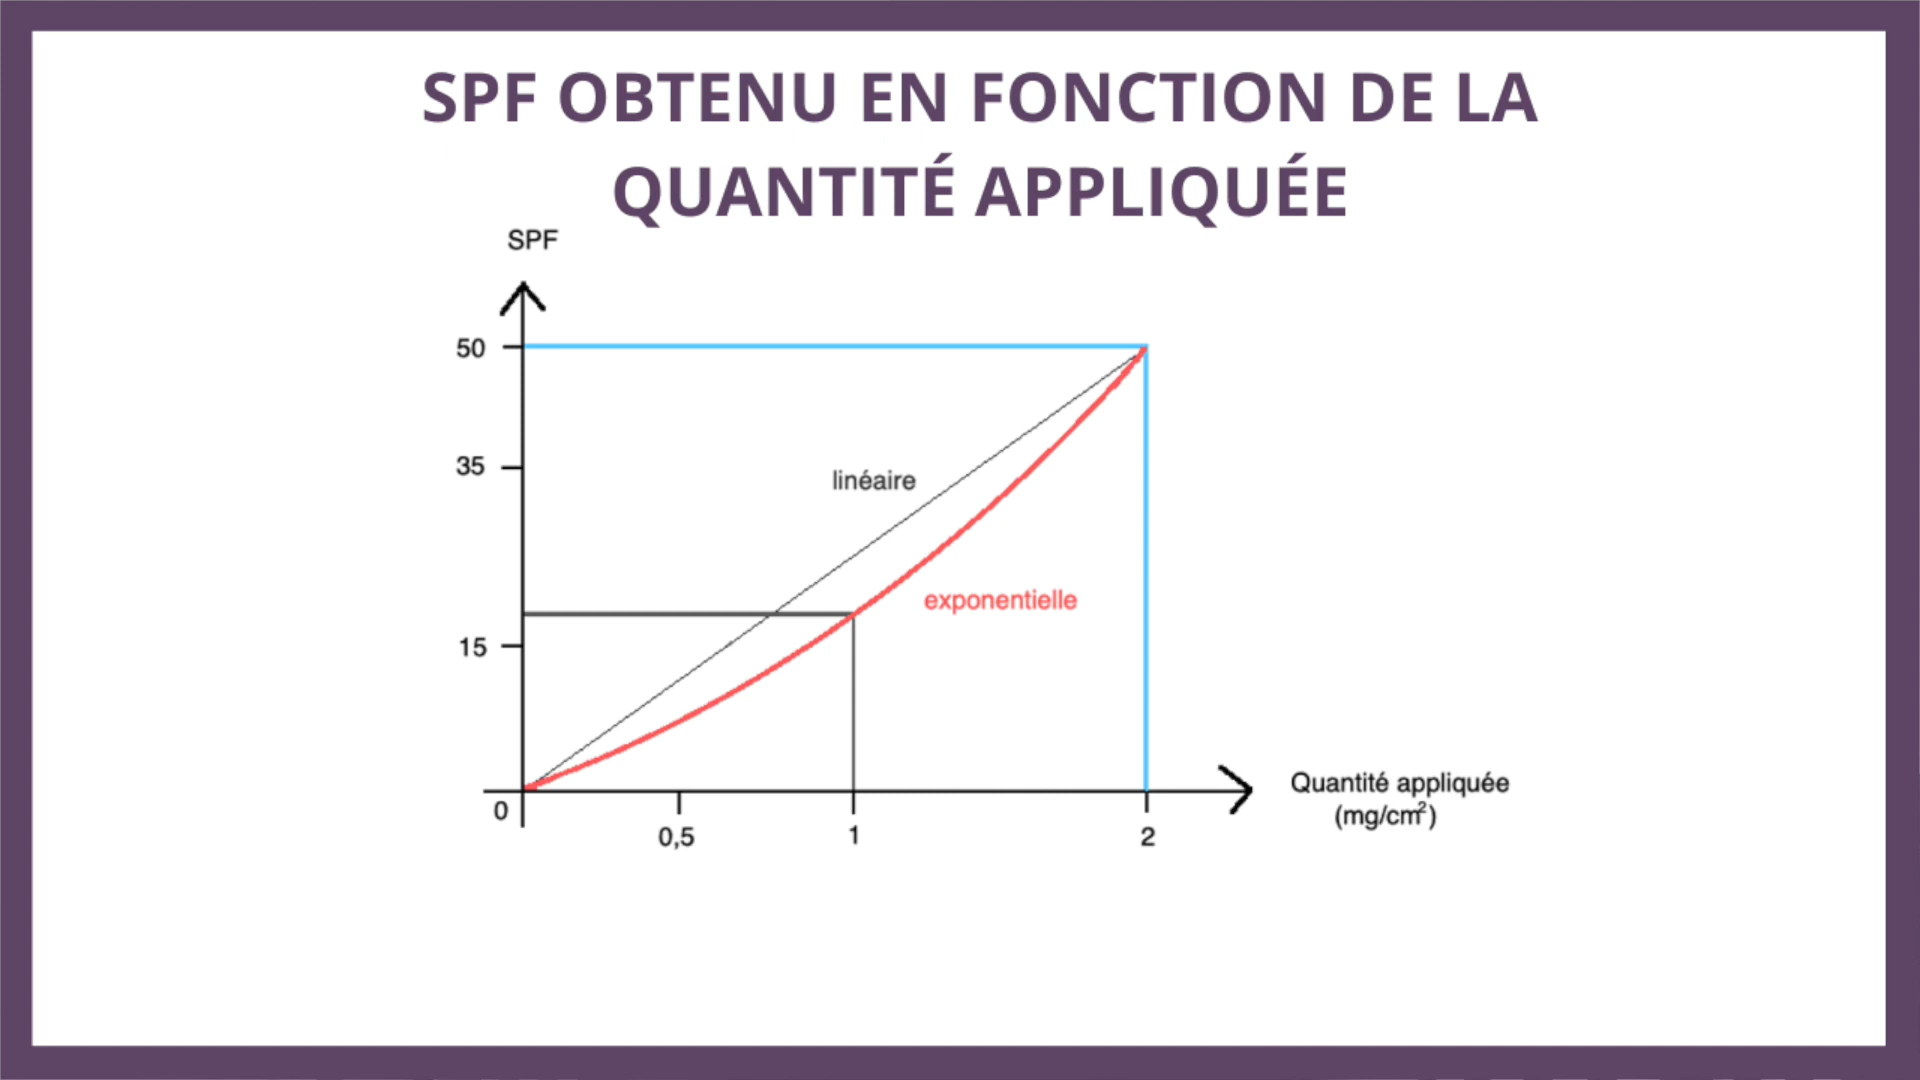 SPF OBTENU EN FONCTION DE LA
QUANTITÉ APPLIQUÉE
SPF
50
35
linéaire
exponentielle
15
0
0,5
1
2
Quantité appliquée
(mg/cm²)